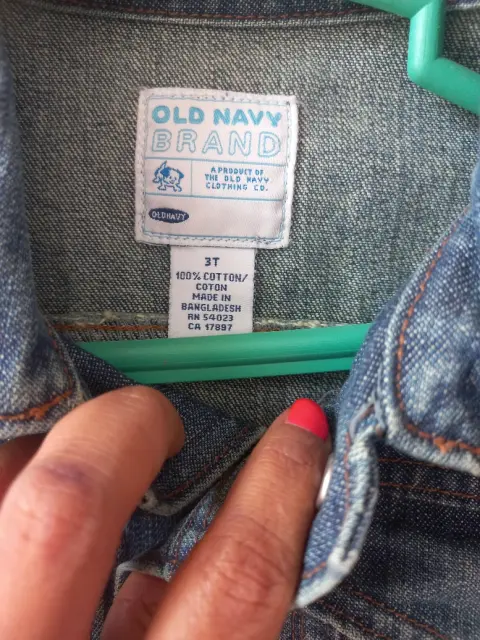 OLD NAVY
BRAND
A PRODUCT OF
THE OLD NAVY
CLOTHING CO.
OLD NAVY
3T
100% COTTON/
COTON
MADE IN
BANGLADESH
RN 54023
CA 17897